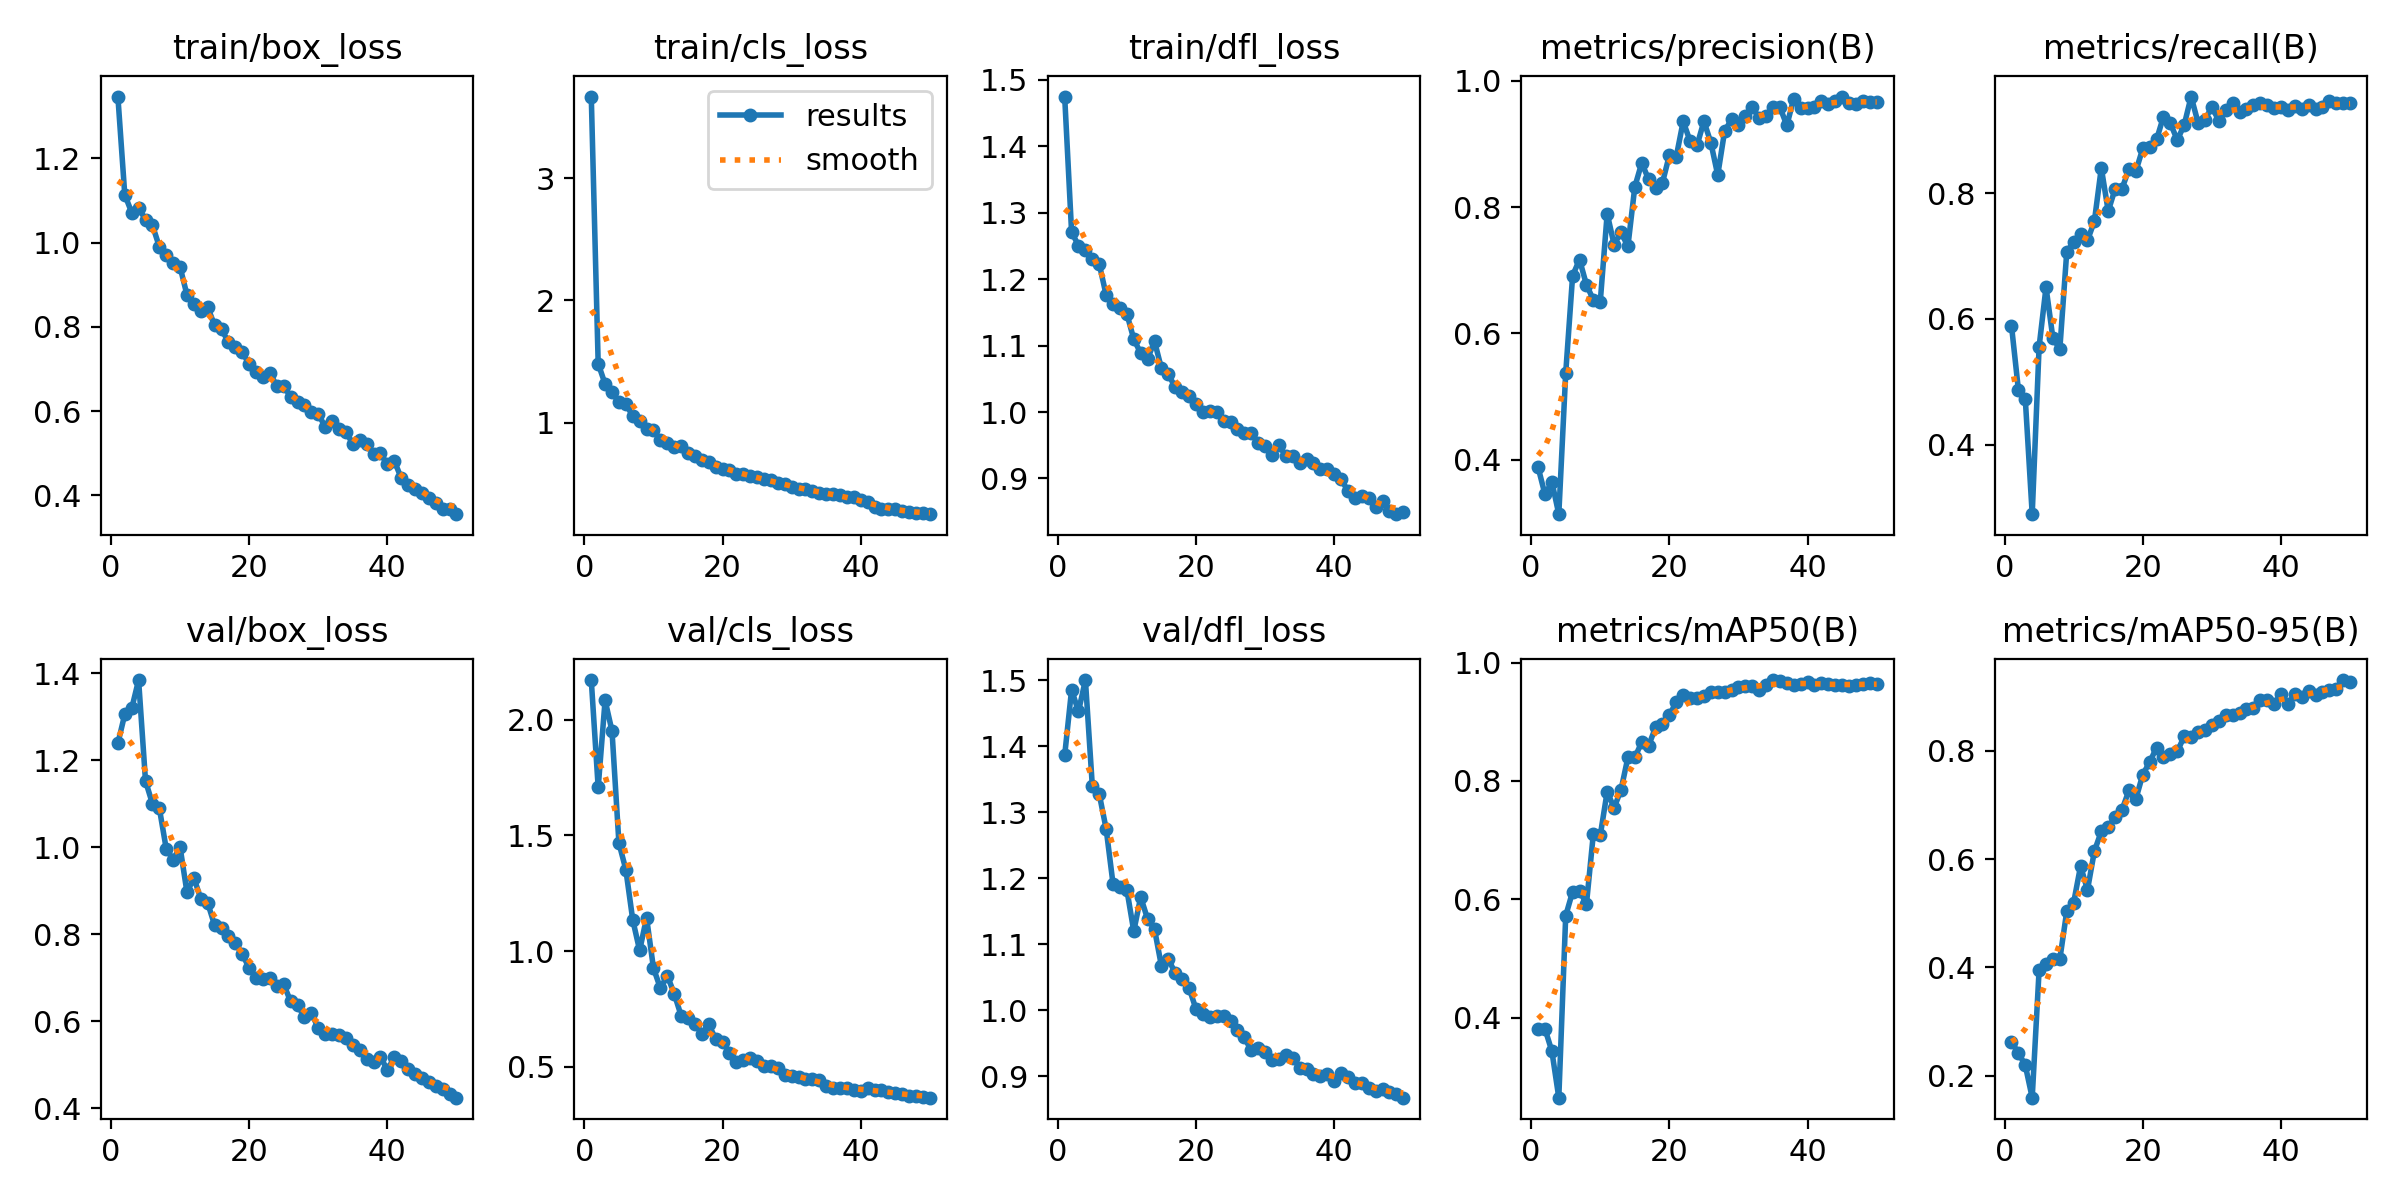 train/box_loss
1.2
1.0
0.8
0.6
0.4
0 20 40
train/cls_loss
results
smooth
3
2
1
0 20 40
train/dfl_loss
1.5
1.4
1.3
1.2
1.1
1.0
0.9
0 20 40
metrics/precision(B)
1.0
0.8
0.6
0.4
0 20 40
metrics/recall(B)
0.8
0.6
0.4
0 20 40
val/box_loss
1.4
1.2
1.0
0.8
0.6
0.4
0 20 40
val/cls_loss
2.0
1.5
1.0
0.5
0 20 40
val/dfl_loss
1.5
1.4
1.3
1.2
1.1
1.0
0.9
0 20 40
metrics/mAP50(B)
1.0
0.8
0.6
0.4
0 20 40
metrics/mAP50-95(B)
0.8
0.6
0.4
0.2
0 20 40